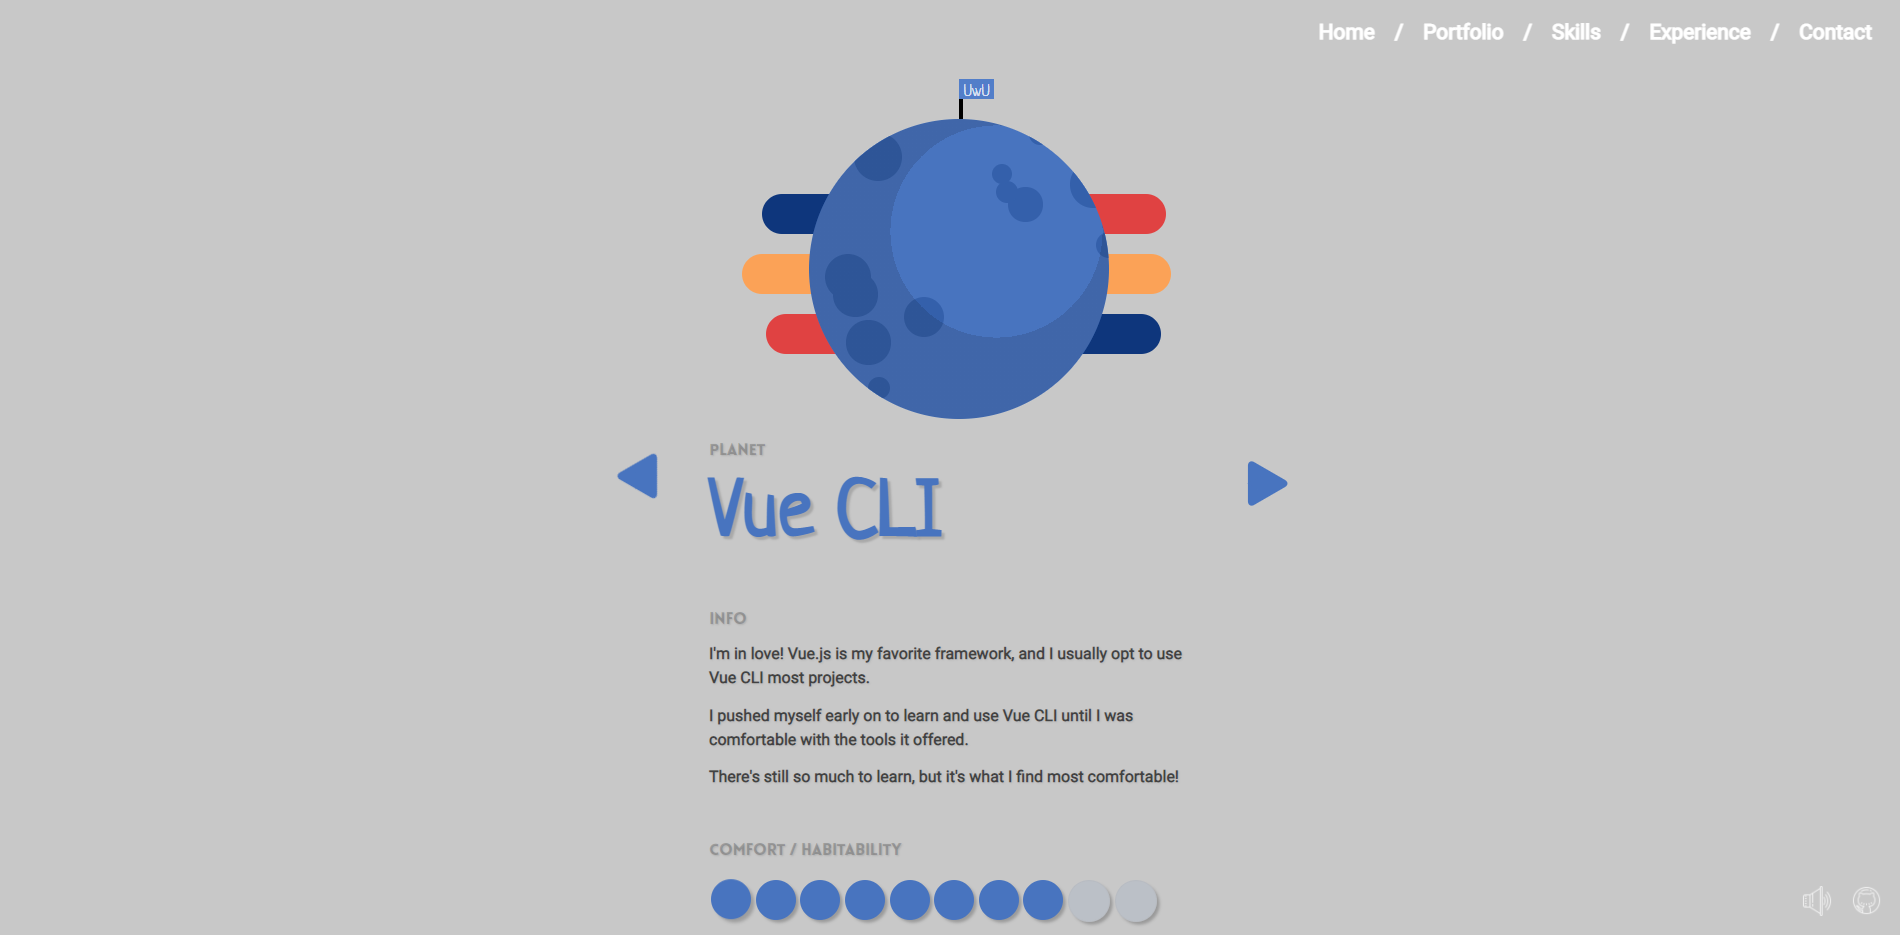 Home / Portfolio / Skills / Experience / Contact
UwU
PLANET
Vue CLI
INFO
I'm in love! Vue.js is my favorite framework, and I usually opt to use
Vue CLI most projects.
I pushed myself early on to learn and use Vue CLI until I was
comfortable with the tools it offered.
There's still so much to learn, but it's what I find most comfortable!
COMFORT / HABITABILITY